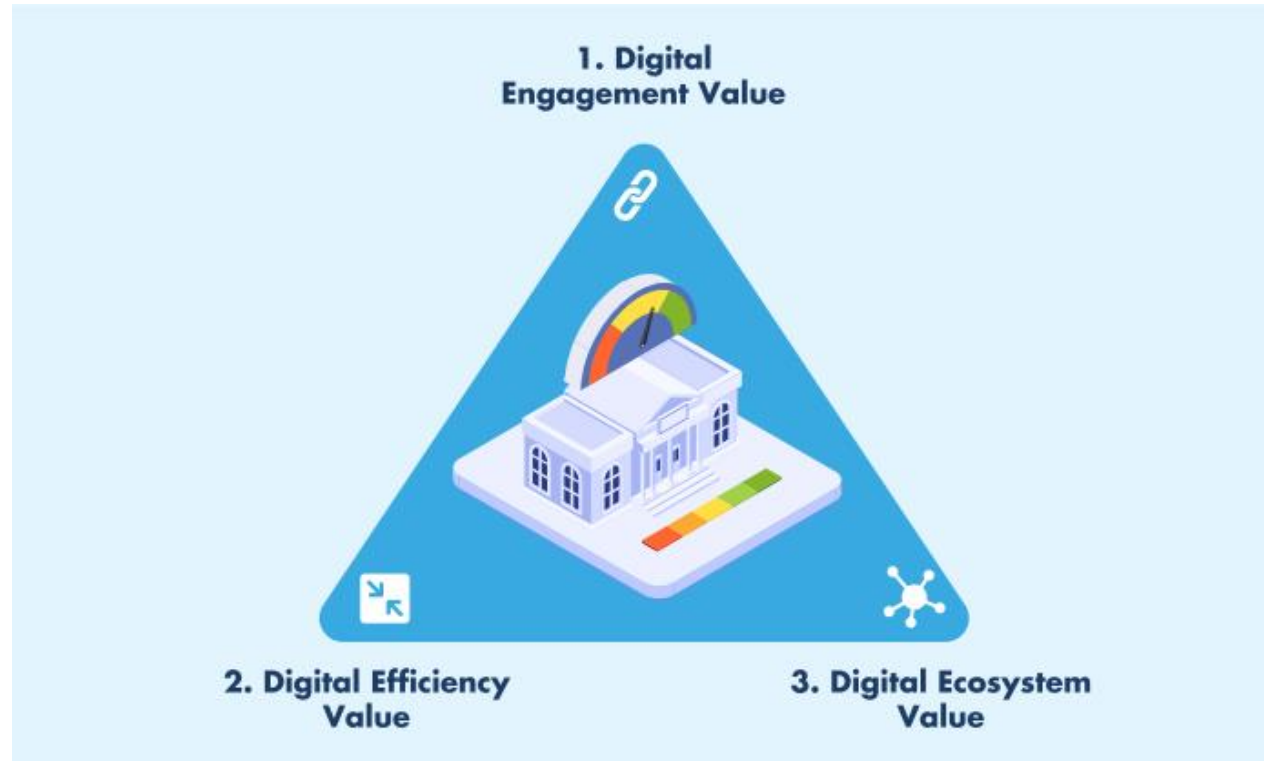 1. Digital
Engagement Value
2. Digital Efficiency
Value
3. Digital Ecosystem
Value